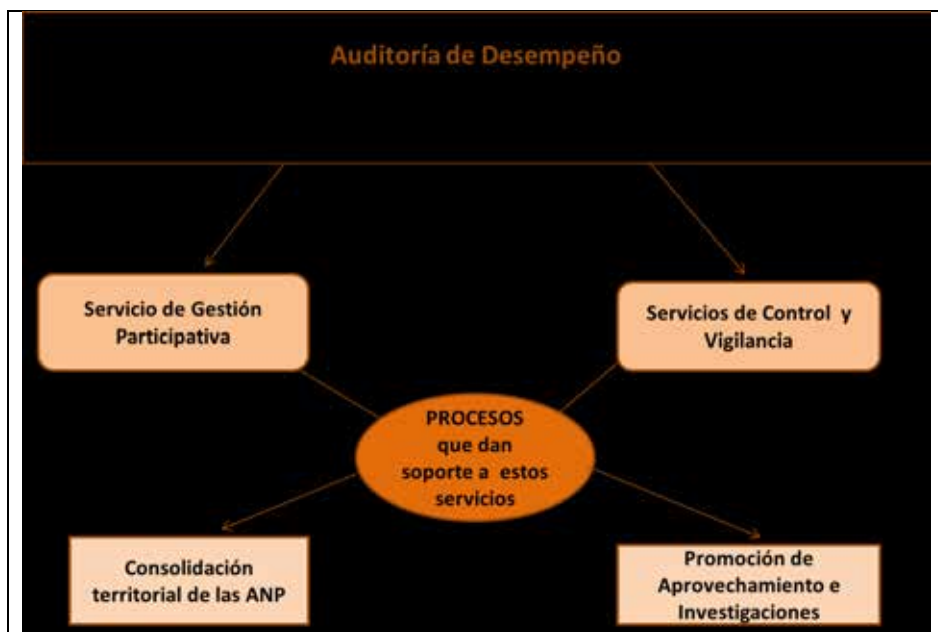 Auditoría de Desempeño
Servicio de Gestión
Participativa
Servicios de Control y
Vigilancia
PROCESOS
que dan
soporte a estos
servicios
Consolidación
territorial de las ANP
Promoción de
Aprovechamiento e
Investigaciones